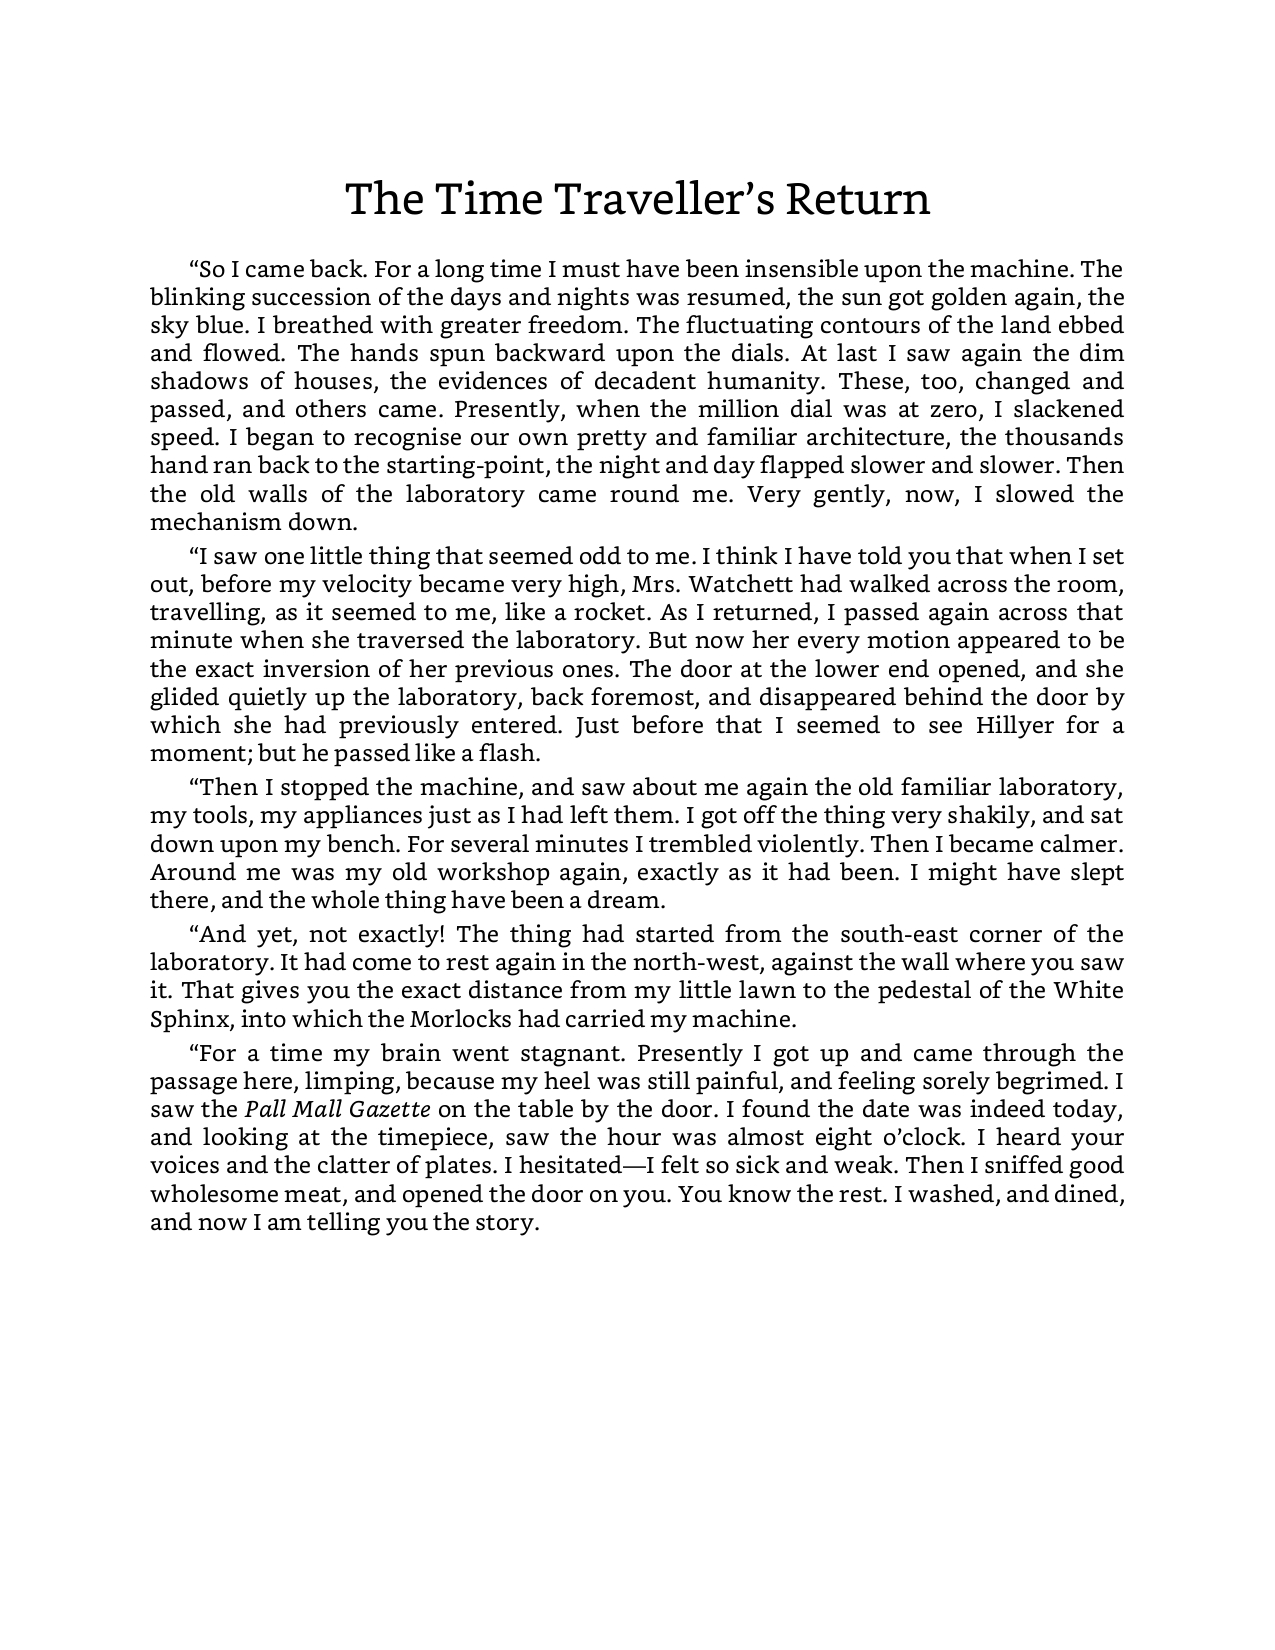 The Time Traveller’s Return
“So I came back. For a long time I must have been insensible upon the machine. The
blinking succession of the days and nights was resumed, the sun got golden again, the
sky blue. I breathed with greater freedom. The fluctuating contours of the land ebbed
and flowed. The hands spun backward upon the dials. At last I saw again the dim
shadows of houses, the evidences of decadent humanity. These, too, changed and
passed, and others came. Presently, when the million dial was at zero, I slackened
speed. I began to recognise our own pretty and familiar architecture, the thousands
hand ran back to the starting-point, the night and day flapped slower and slower. Then
the old walls of the laboratory came round me. Very gently, now, I slowed the
mechanism down.
“I saw one little thing that seemed odd to me. I think I have told you that when I set
out, before my velocity became very high, Mrs. Watchett had walked across the room,
travelling, as it seemed to me, like a rocket. As I returned, I passed again across that
minute when she traversed the laboratory. But now her every motion appeared to be
the exact inversion of her previous ones. The door at the lower end opened, and she
glided quietly up the laboratory, back foremost, and disappeared behind the door by
which she had previously entered. Just before that I seemed to see Hillyer for a
moment; but he passed like a flash.
“Then I stopped the machine, and saw about me again the old familiar laboratory,
my tools, my appliances just as I had left them. I got off the thing very shakily, and sat
down upon my bench. For several minutes I trembled violently. Then I became calmer.
Around me was my old workshop again, exactly as it had been. I might have slept
there, and the whole thing have been a dream.
“And yet, not exactly! The thing had started from the south-east corner of the
laboratory. It had come to rest again in the north-west, against the wall where you saw
it. That gives you the exact distance from my little lawn to the pedestal of the White
Sphinx, into which the Morlocks had carried my machine.
“For a time my brain went stagnant. Presently I got up and came through the
passage here, limping, because my heel was still painful, and feeling sorely begrimed. I
saw the Pall Mall Gazette on the table by the door. I found the date was indeed today,
and looking at the timepiece, saw the hour was almost eight o’clock. I heard your
voices and the clatter of plates. I hesitated—I felt so sick and weak. Then I sniffed good
wholesome meat, and opened the door on you. You know the rest. I washed, and dined,
and now I am telling you the story.